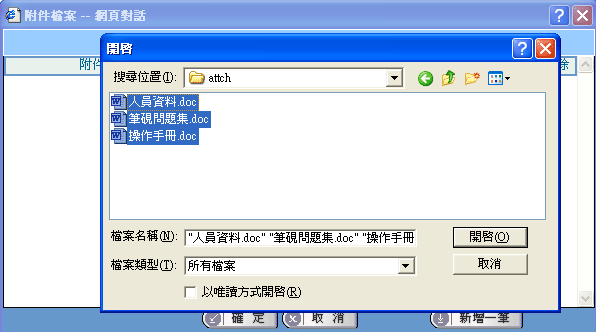 附件檔案 -- 網頁對話
附件
除
開啓
搜尋位置(I):
attch
人員資料.doc
筆硯問題集.doc
操作手冊.doc
檔案名稱(N):
"人員資料.doc" "筆硯問題集.doc" "操作手冊
開啓(O)
檔案類型(T):
所有檔案
取消
以唯讀方式開啓(R)
確 定
取 消
新增一筆